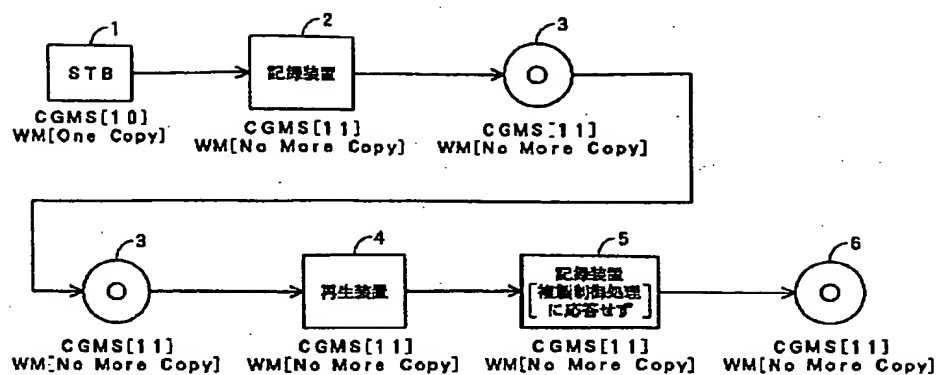 1
STB
CGMS[10]
WM[One Copy]
2
記録装置
CGMS[11]
WM[No More Copy]
3
CGMS[11]
WM[No More Copy]
3
CGMS[11]
WM[No More Copy]
4
再生装置
CGMS[11]
WM[No More Copy]
5
記録装置
[複製制御処理
に応答せず]
CGMS[11]
WM[No More Copy]
6
CGMS[11]
WM[No More Copy]